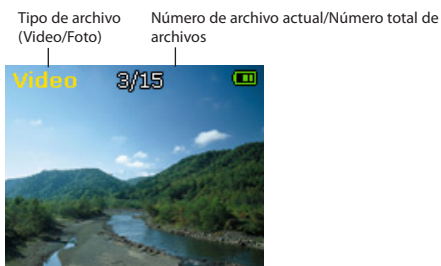 Tipo de archivo
(Video/Foto)
Número de archivo actual/Número total de
archivos
Video 3/15